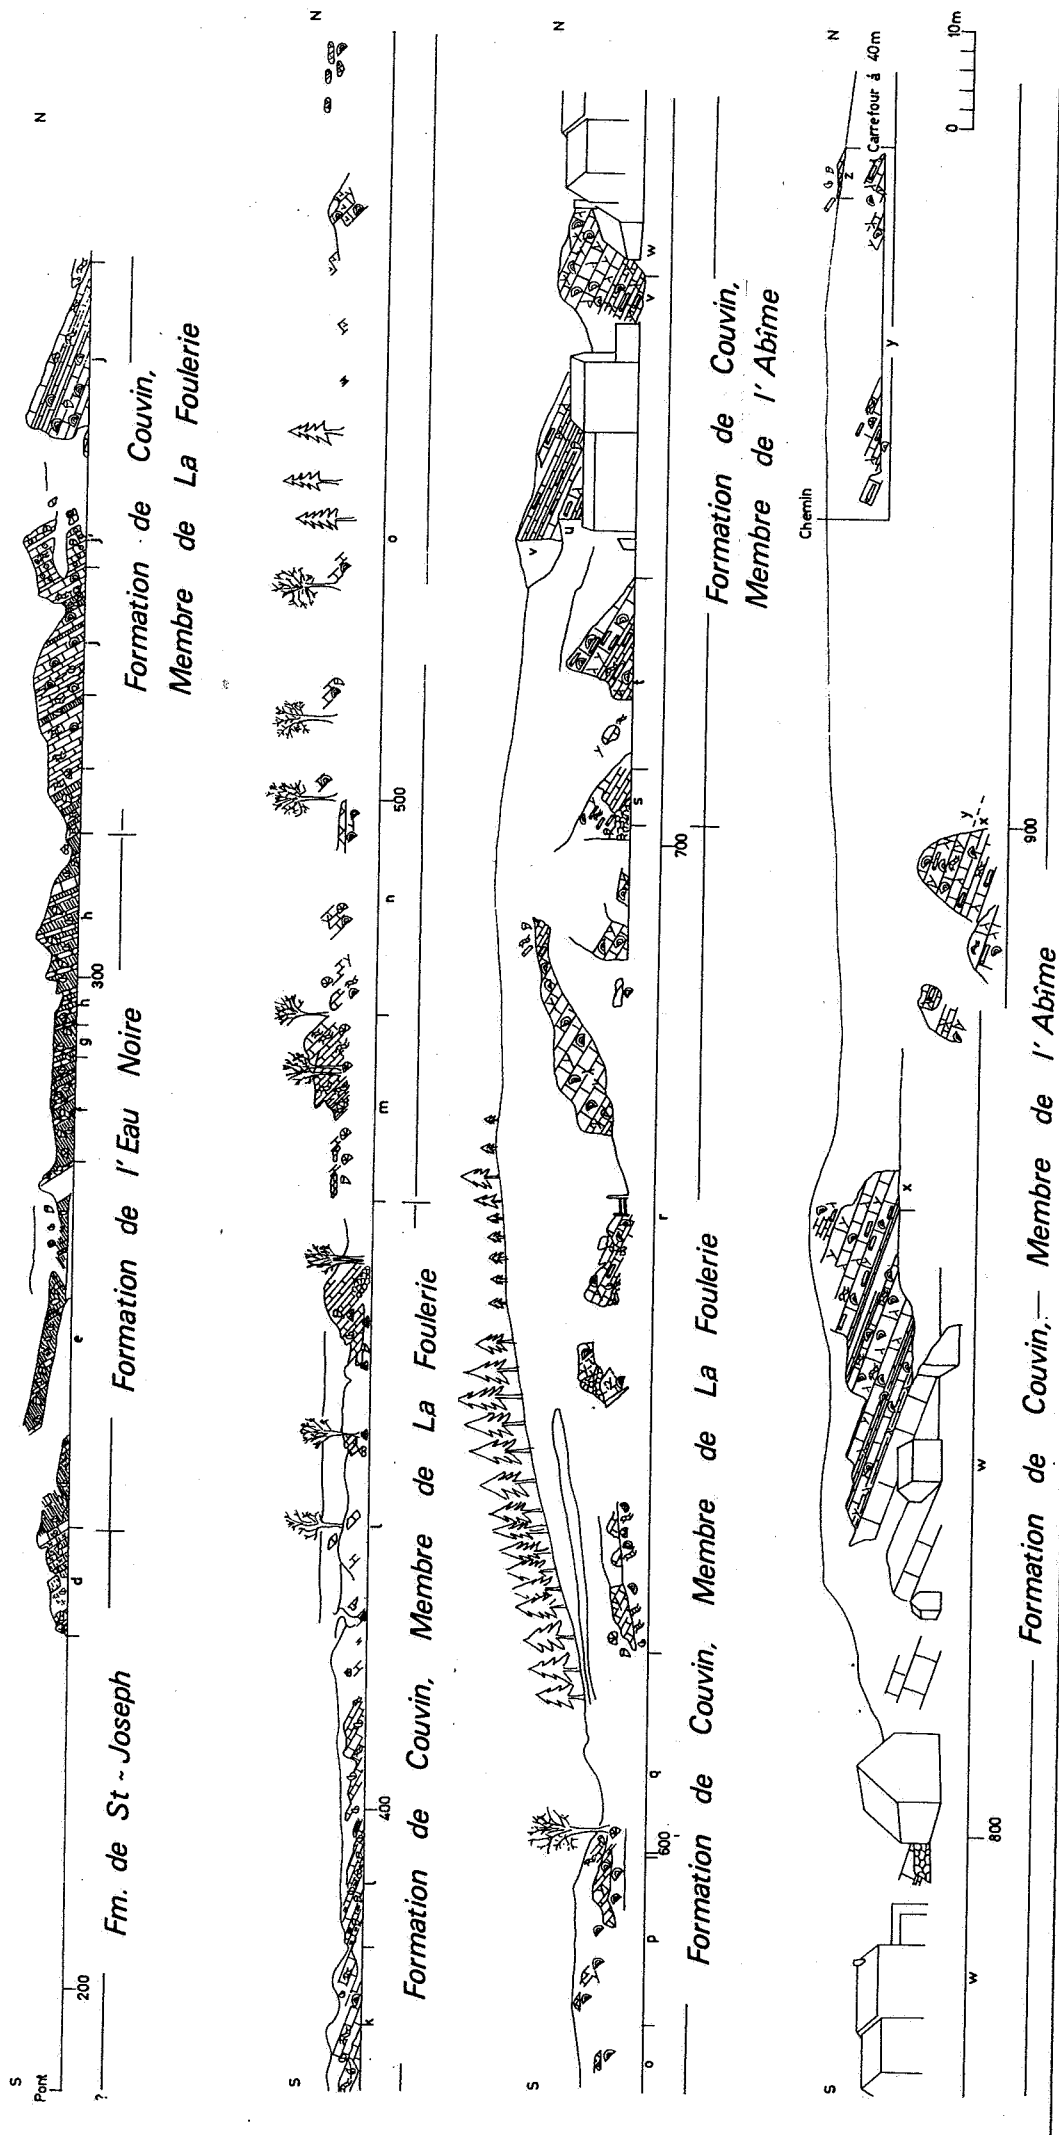 S
N
Pont
?
200
d
e
f
g
h
300
h
i
j
j
j
Fm. de St~Joseph
Formation de l'Eau Noire
Formation de Couvin,
Membre de La Foulerie
S
N
k
400
l
m
n
500
o
Formation de Couvin, Membre de La Foulerie
S
N
o
p
600
q
r
700
s
t
u
v
v
w
Formation de Couvin, Membre de La Foulerie
Formation de Couvin,
Membre de l'Abîme
S
N
w
800
w
x
900
x
y
Chemin
y
z
Carrefour à 40m
0
10m
Formation de Couvin,— Membre de l'Abîme